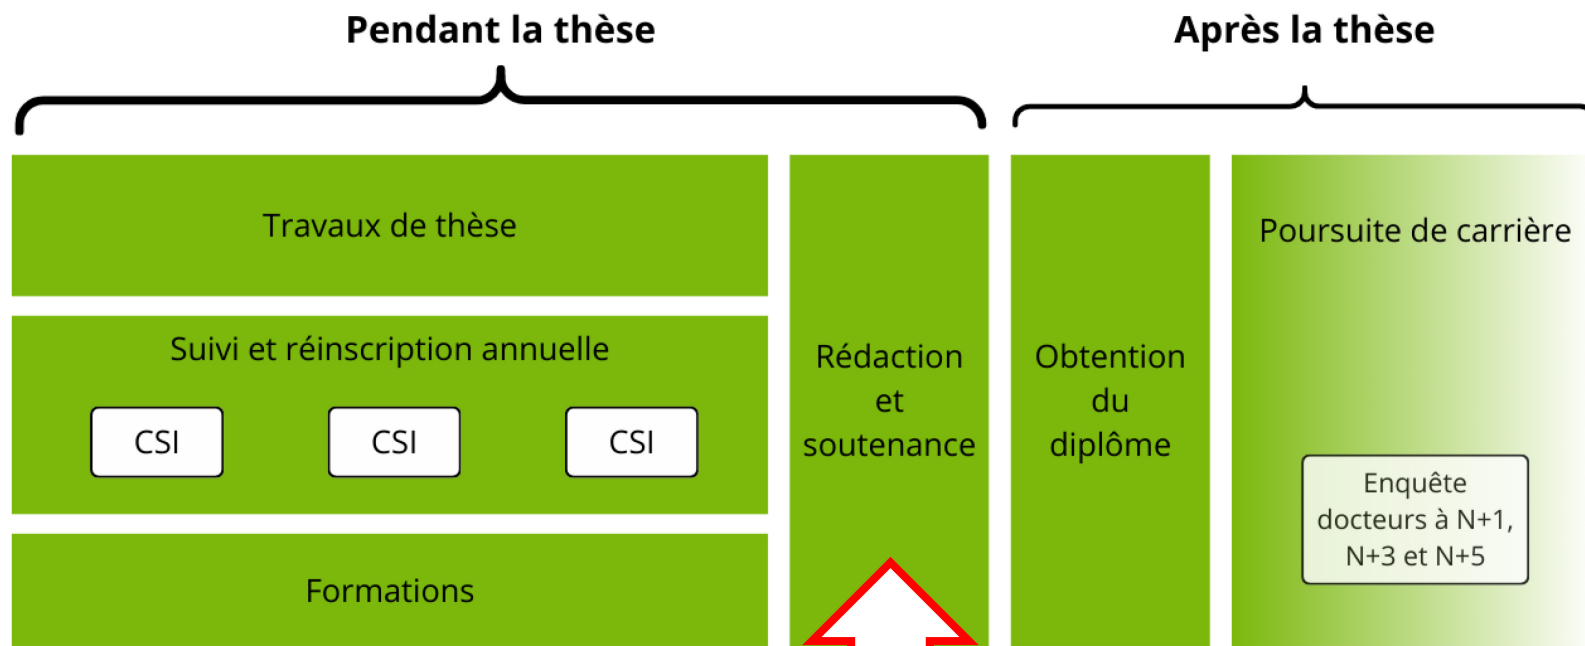 Pendant la thèse
Après la thèse
Travaux de thèse
Suivi et réinscription annuelle
CSI
CSI
CSI
Formations
Rédaction
et
soutenance
Obtention
du
diplôme
Poursuite de carrière
Enquête
docteurs à N+1,
N+3 et N+5